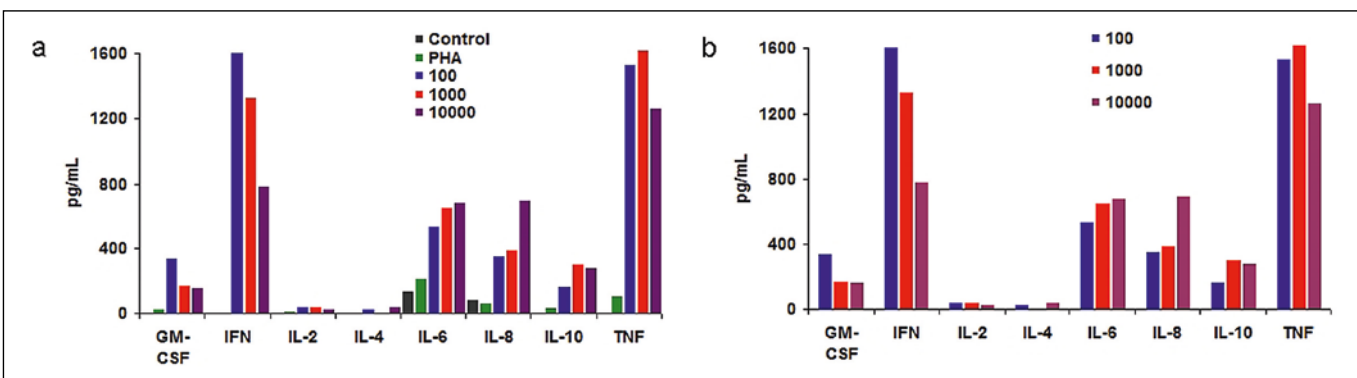 a
pg/mL
1600
1200
800
400
0
Control
PHA
100
1000
10000
GM-
CSF
IFN
IL-2
IL-4
IL-6
IL-8
IL-10
TNF
b
pg/mL
1600
1200
800
400
0
100
1000
10000
GM-
CSF
IFN
IL-2
IL-4
IL-6
IL-8
IL-10
TNF